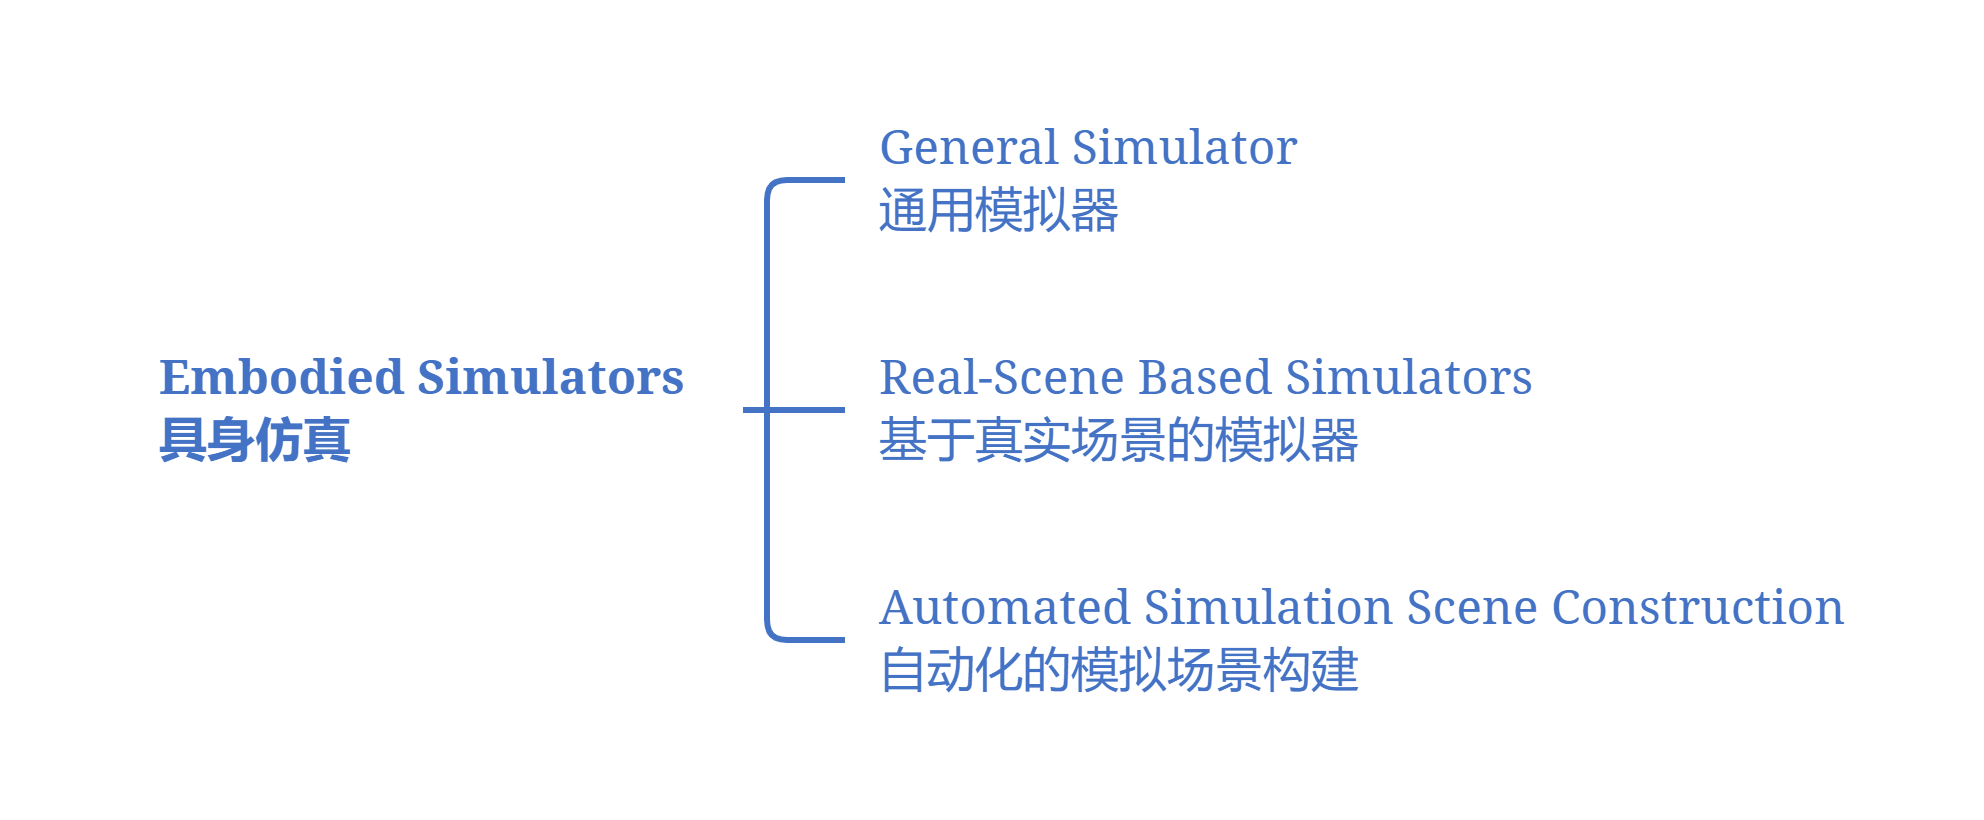 General Simulator
通用模拟器
Embodied Simulators
具身仿真
Real-Scene Based Simulators
基于真实场景的模拟器
Automated Simulation Scene Construction
自动化的模拟场景构建